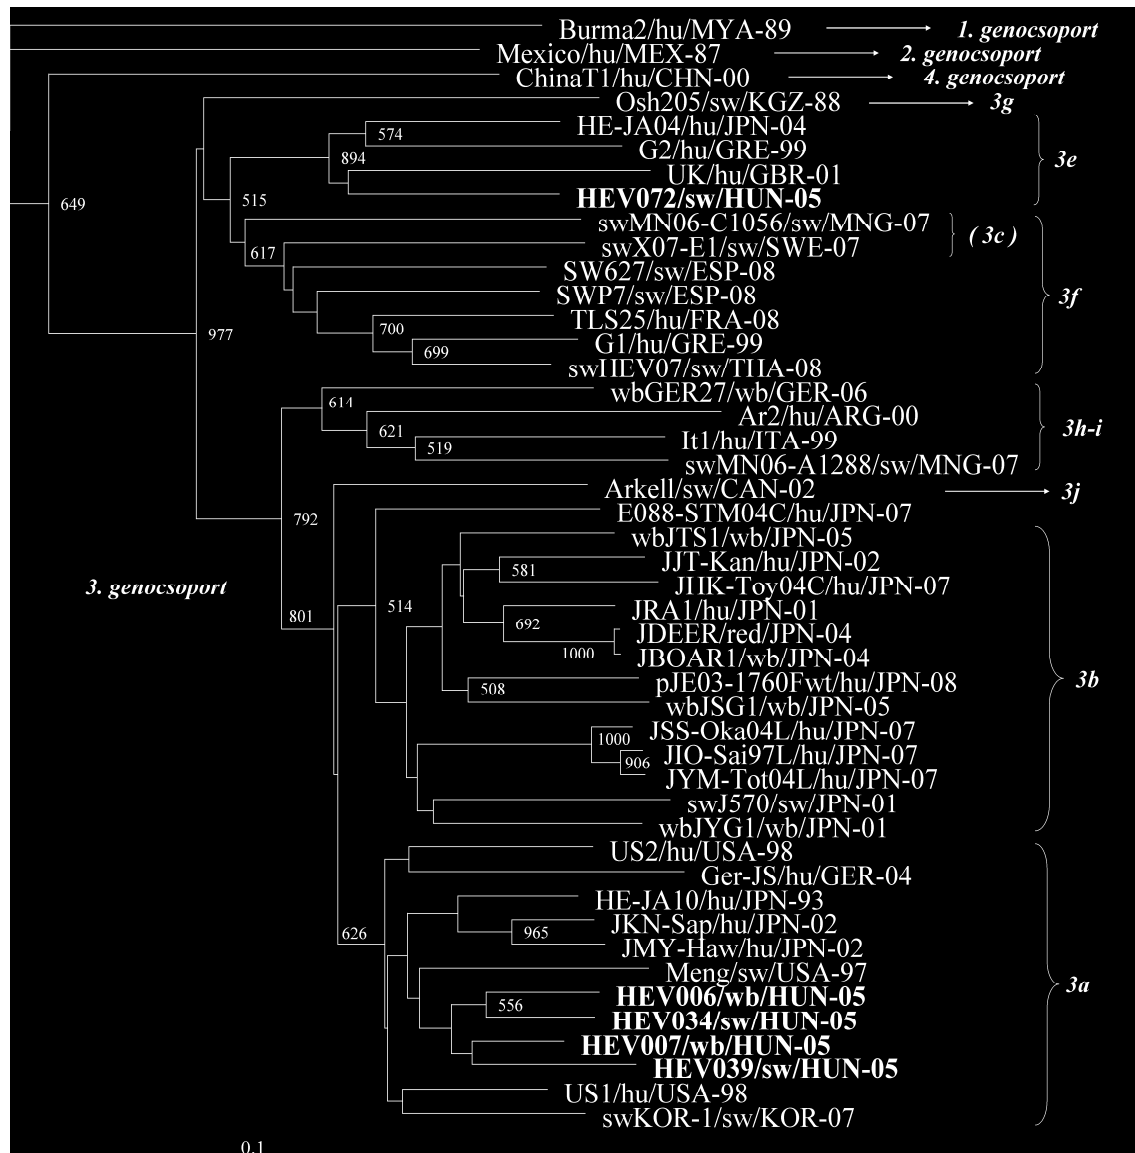 Burma2/hu/MYA-89 1. genocsoport
Mexico/hu/MEX-87 2. genocsoport
ChinaT1/hu/CHN-00 4. genocsoport
Osh205/sw/KGZ-88 3g
HE-JA04/hu/JPN-04
574
G2/hu/GRE-99
894 3e
UK/hu/GBR-01
HEV072/sw/HUN-05
649 515
swMN06-C1056/sw/MNG-07
(3c)
617 swX07-E1/sw/SWE-07
SW627/sw/ESP-08
SWP7/sw/ESP-08 3f
TLS25/hu/FRA-08
977 700
G1/hu/GRE-99
699
swHEV07/sw/THA-08
wbGER27/wb/GER-06
614
Ar2/hu/ARG-00
621 3h-i
It1/hu/ITA-99
519
swMN06-A1288/sw/MNG-07
Arkell/sw/CAN-02 3j
E088-STM04C/hu/JPN-07
792
wbJTS1/wb/JPN-05
JJT-Kan/hu/JPN-02
581
3. genocsoport JHK-Toy04C/hu/JPN-07
801 514 JRA1/hu/JPN-01
692
JDEER/red/JPN-04
1000
JBOAR1/wb/JPN-04
pJE03-1760Fwt/hu/JPN-08 3b
508
wbJSG1/wb/JPN-05
JSS-Oka04L/hu/JPN-07
1000
JIO-Sai97L/hu/JPN-07
906
JYM-Tot04L/hu/JPN-07
swJ570/sw/JPN-01
wbJYG1/wb/JPN-01
US2/hu/USA-98
Ger-JS/hu/GER-04
HE-JA10/hu/JPN-93
JKN-Sap/hu/JPN-02
626 965
JMY-Haw/hu/JPN-02
Meng/sw/USA-97
3a
HEV006/wb/HUN-05
556
HEV034/sw/HUN-05
HEV007/wb/HUN-05
HEV039/sw/HUN-05
US1/hu/USA-98
swKOR-1/sw/KOR-07
0.1